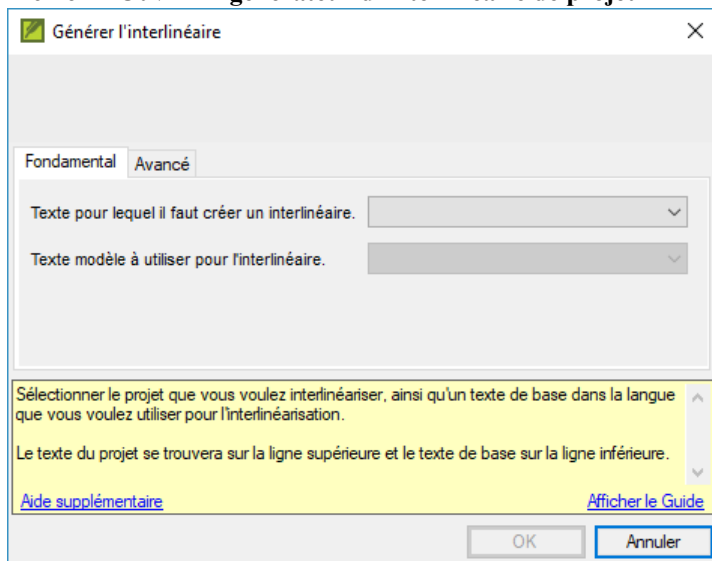 Générer l'interlinéaire
Fondamental Avancé
Texte pour lequel il faut créer un interlinéaire.
Texte modèle à utiliser pour l'interlinéaire.
Sélectionner le projet que vous voulez interlinéariser, ainsi qu'un texte de base dans la langue
que vous voulez utiliser pour l'interlinéarisation.
Le texte du projet se trouvera sur la ligne supérieure et le texte de base sur la ligne inférieure.
Aide supplémentaire Afficher le Guide
OK Annuler